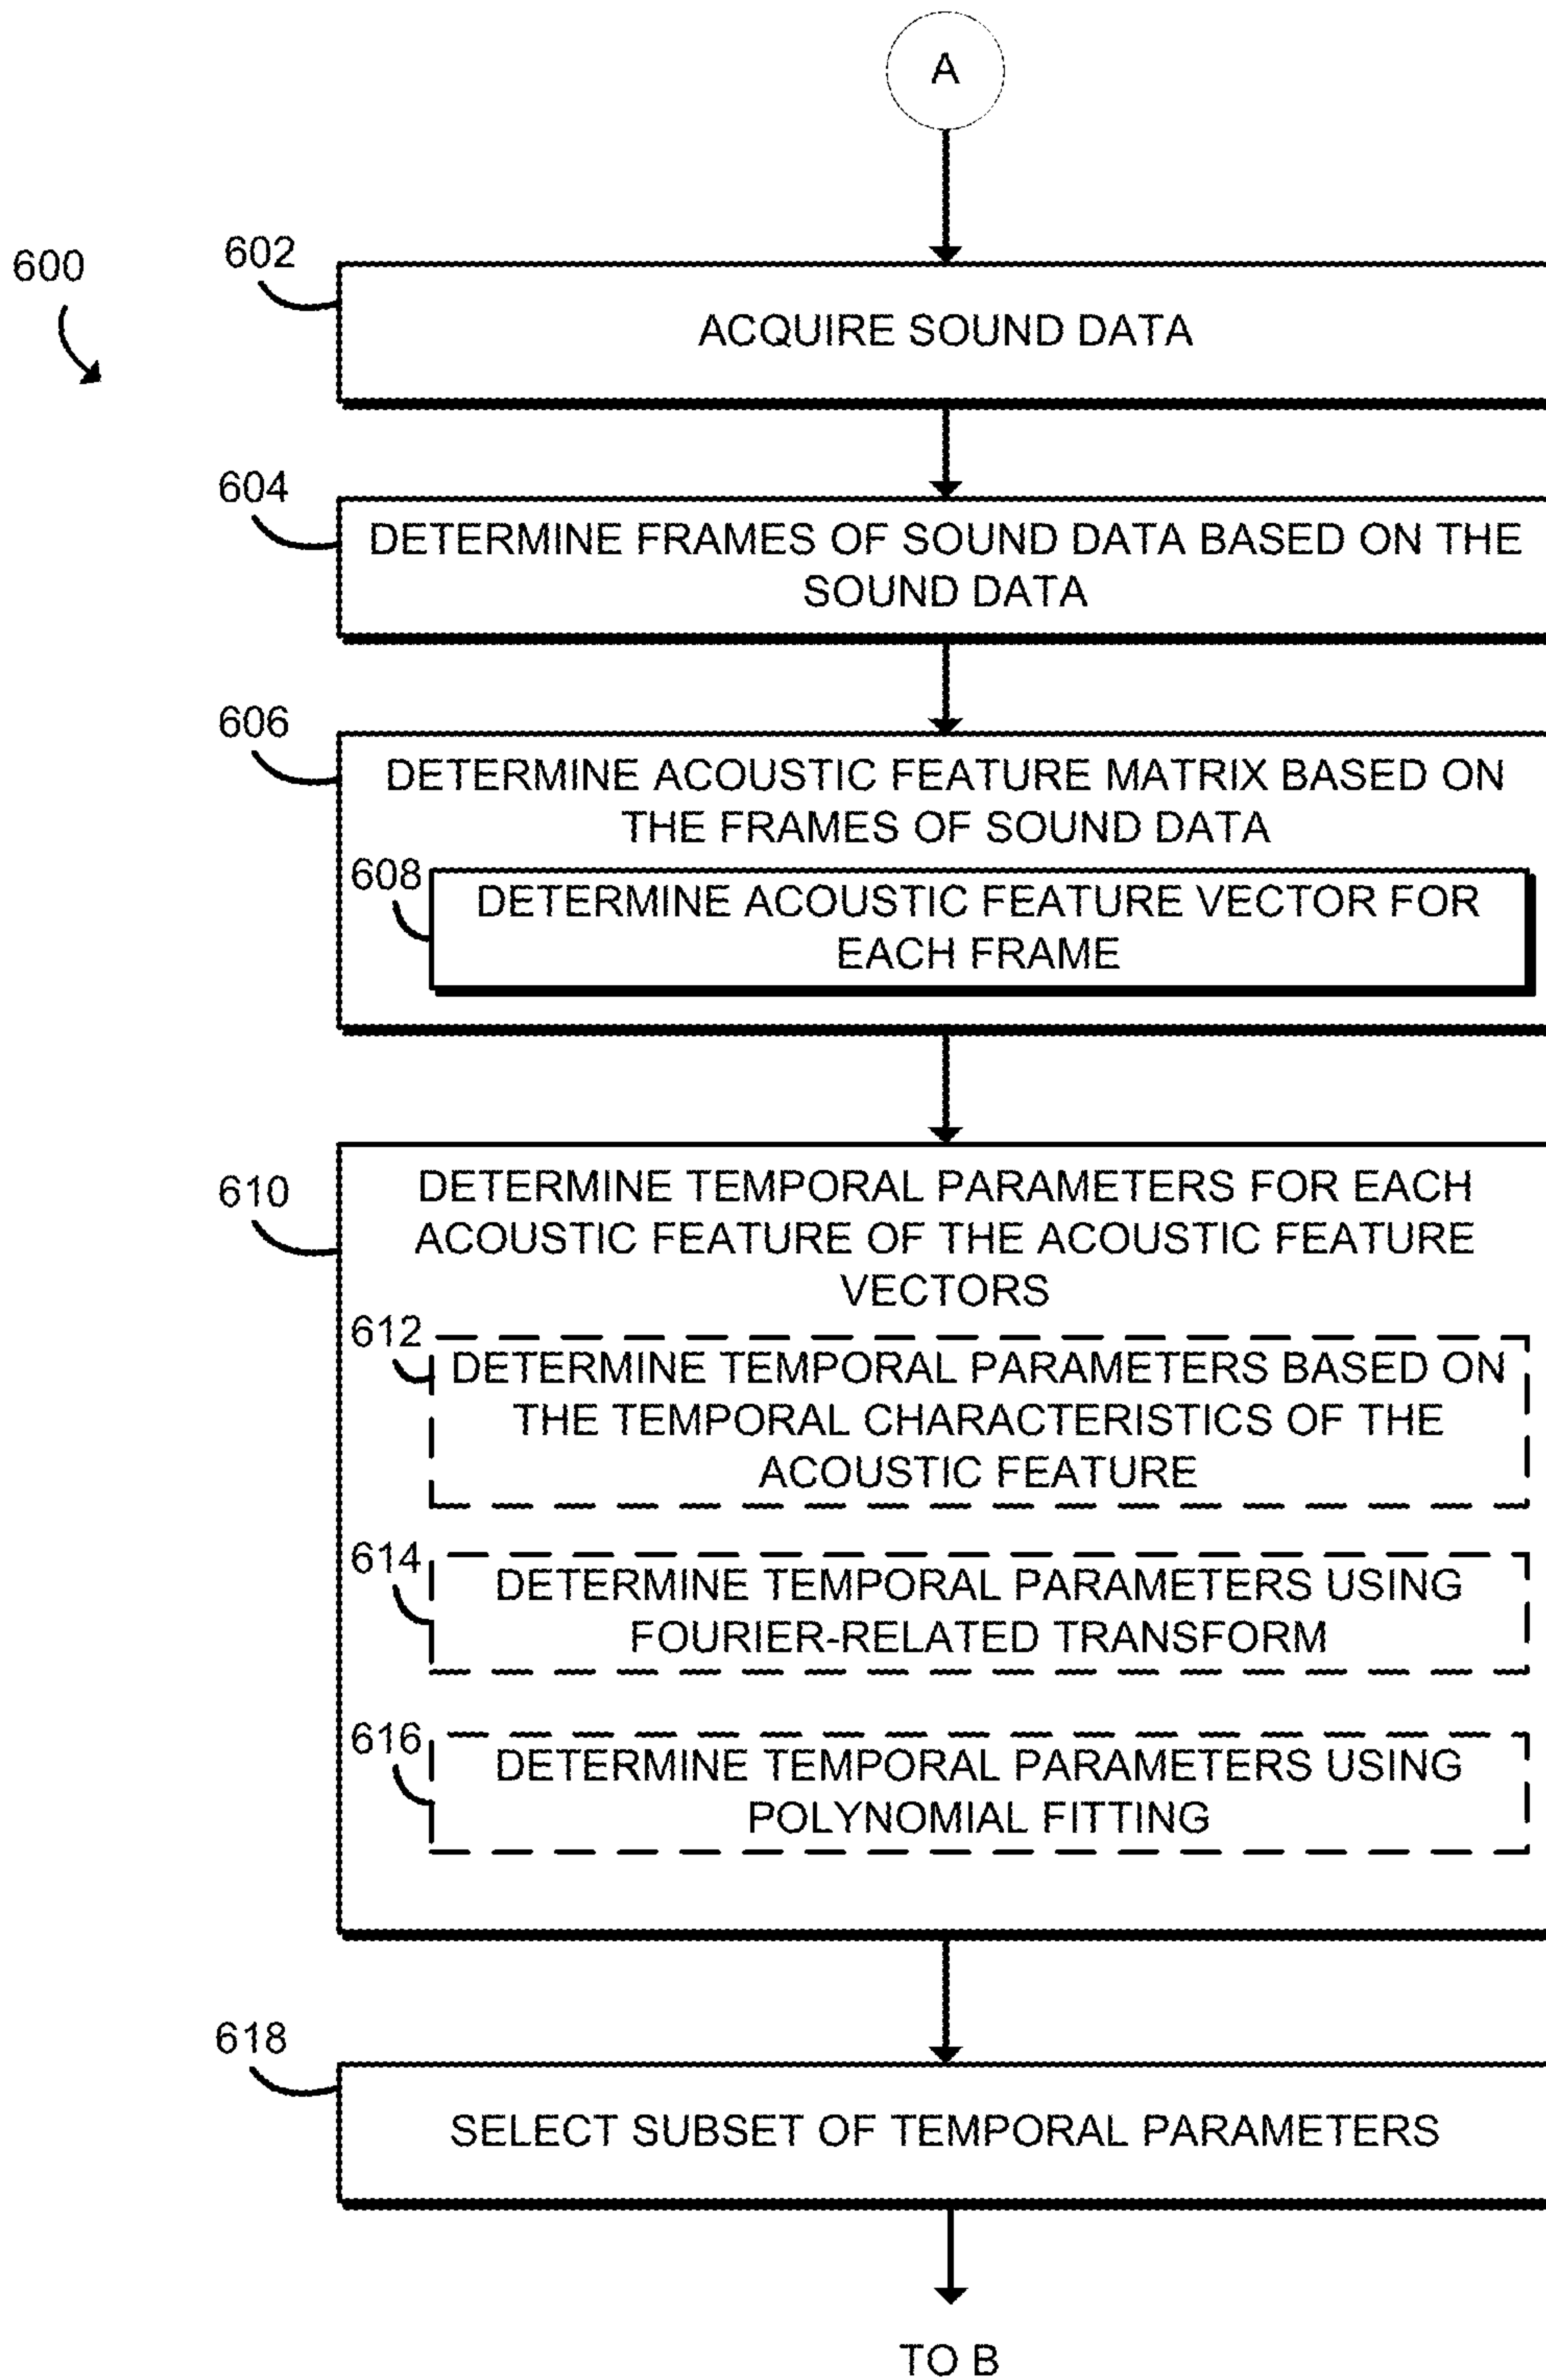 A
600
602
ACQUIRE SOUND DATA
604
DETERMINE FRAMES OF SOUND DATA BASED ON THE
SOUND DATA
606
DETERMINE ACOUSTIC FEATURE MATRIX BASED ON
THE FRAMES OF SOUND DATA
608
DETERMINE ACOUSTIC FEATURE VECTOR FOR
EACH FRAME
610
DETERMINE TEMPORAL PARAMETERS FOR EACH
ACOUSTIC FEATURE OF THE ACOUSTIC FEATURE
VECTORS
612
DETERMINE TEMPORAL PARAMETERS BASED ON
THE TEMPORAL CHARACTERISTICS OF THE
ACOUSTIC FEATURE
614
DETERMINE TEMPORAL PARAMETERS USING
FOURIER-RELATED TRANSFORM
616
DETERMINE TEMPORAL PARAMETERS USING
POLYNOMIAL FITTING
618
SELECT SUBSET OF TEMPORAL PARAMETERS
TO B